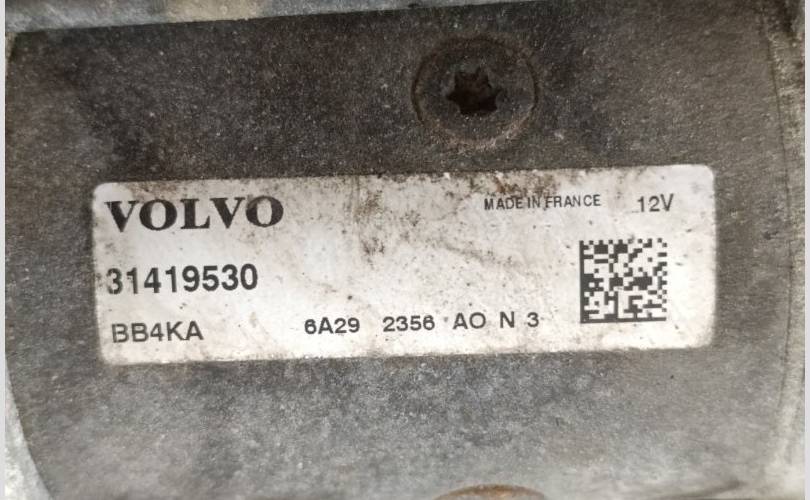 VOLVO MADE IN FRANCE 12V
31419530
BB4KA 6A29 2356 AO N 3